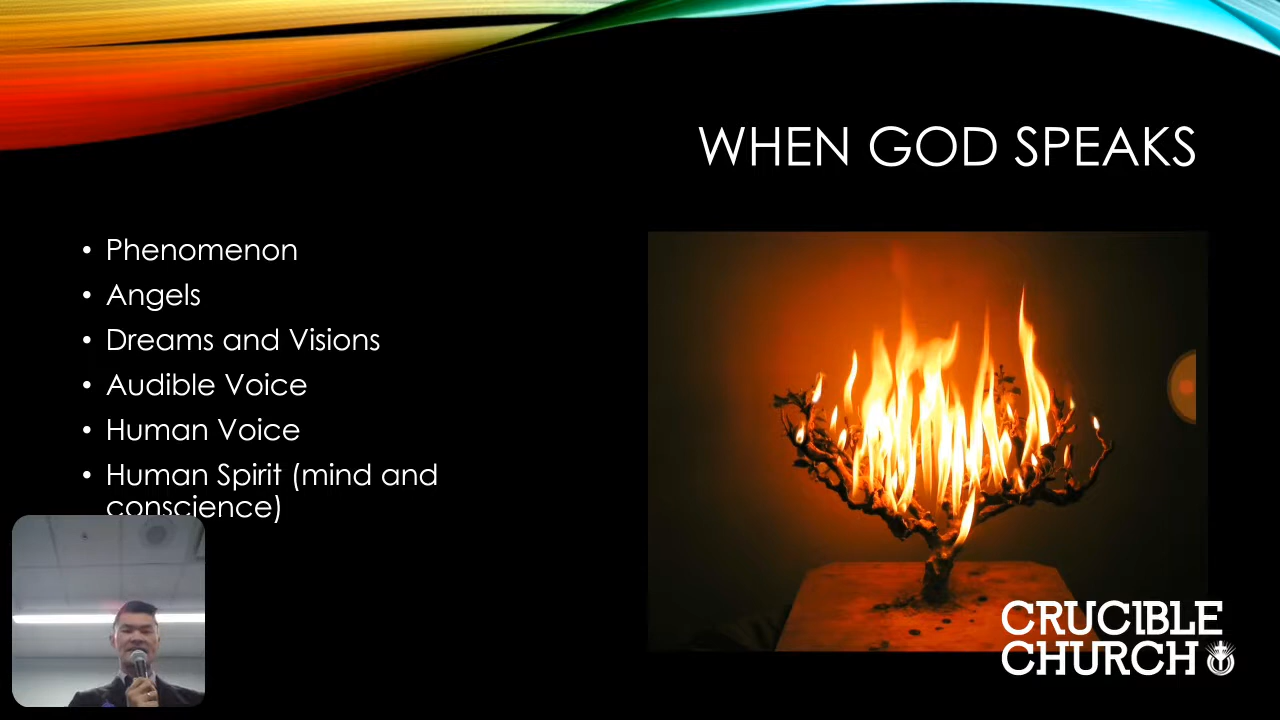 WHEN GOD SPEAKS
• Phenomenon
• Angels
• Dreams and Visions
• Audible Voice
• Human Voice
• Human Spirit (mind and
conscience)
CRUCIBLE
CHURCH